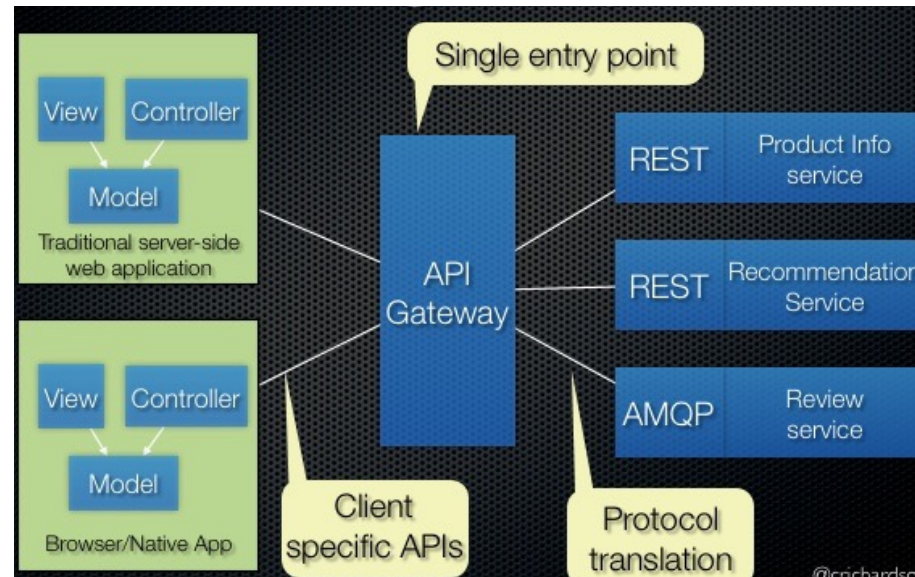 Single entry point
View
Controller
Model
Traditional server-side
web application
API
Gateway
REST
Product Info
service
REST
Recommendation
Service
AMQP
Review
service
View
Controller
Model
Browser/Native App
Client
specific APIs
Protocol
translation